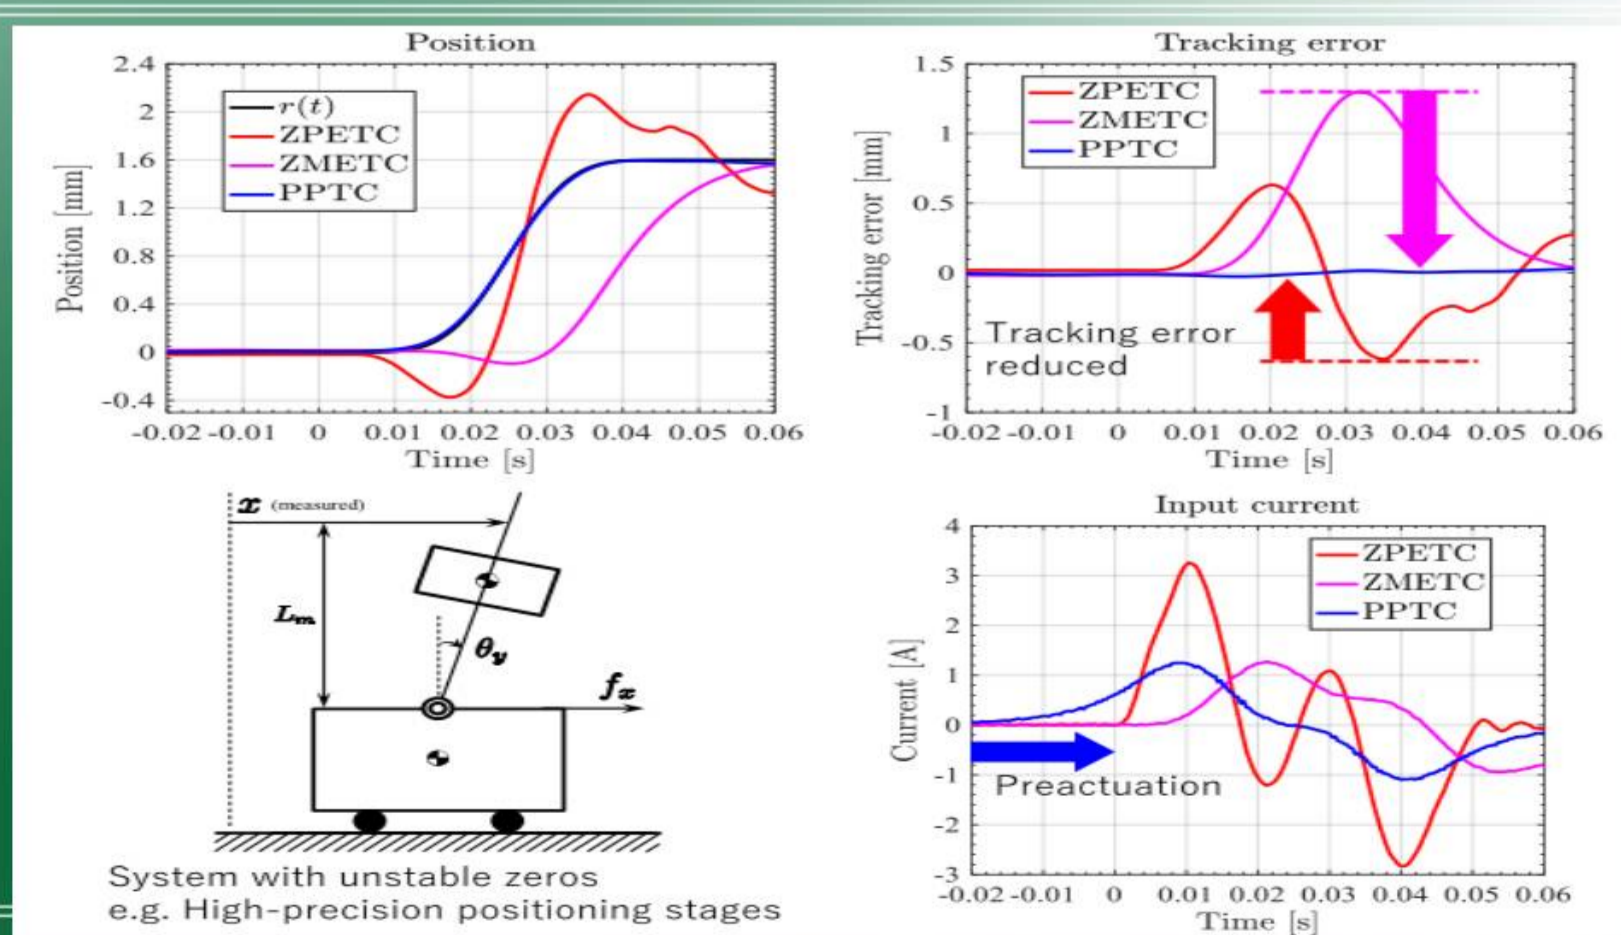 Position
Position [mm]
2.4
2
1.6
1.2
0.8
0.4
0
-0.4
r(t)
ZPETC
ZMETC
PPTC
-0.02 -0.01 0 0.01 0.02 0.03 0.04 0.05 0.06
Time [s]
Tracking error
Tracking error [mm]
1.5
1
0.5
0
-0.5
-1
ZPETC
ZMETC
PPTC
Tracking error
reduced
-0.02 -0.01 0 0.01 0.02 0.03 0.04 0.05 0.06
Time [s]
x (measured)
Lm
θy
fx
System with unstable zeros
e.g. High-precision positioning stages
Input current
Current [A]
4
3
2
1
0
-1
-2
-3
ZPETC
ZMETC
PPTC
Preactuation
-0.02 -0.01 0 0.01 0.02 0.03 0.04 0.05 0.06
Time [s]